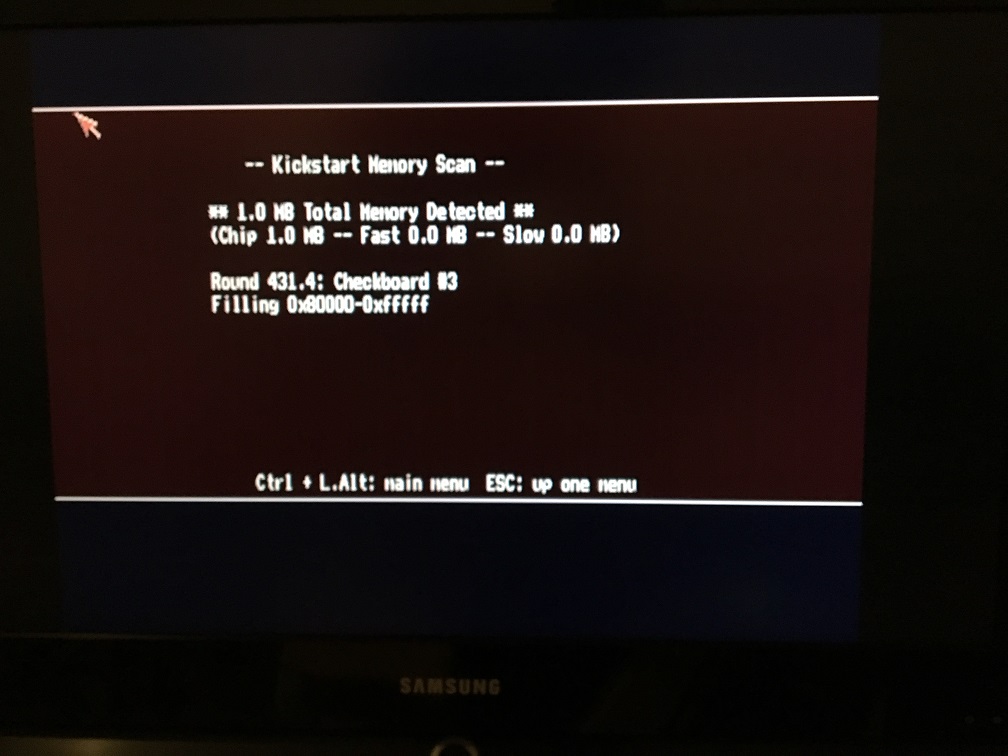 -- Kickstart Memory Scan --
** 1.0 MB Total Memory Detected **
(Chip 1.0 MB -- Fast 0.0 MB -- Slow 0.0 MB)
Round 431.4: Checkboard #3
Filling 0x80000-0xfffff
Ctrl + L.Alt: main menu ESC: up one menu
SAMSUNG